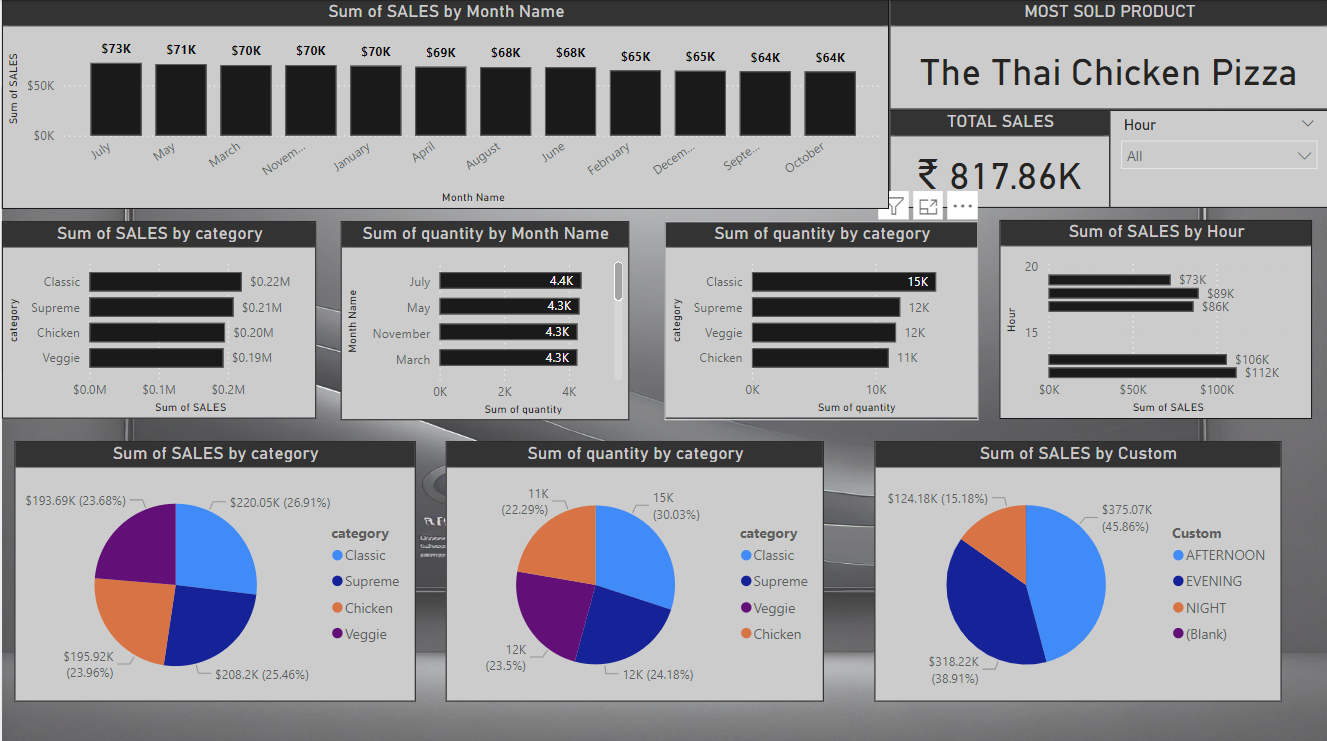 Sum of SALES by Month Name
Sum of SALES
$50K
$0K
$73K $71K $70K $70K $70K $69K $68K $68K $65K $65K $64K $64K
July May March Novem... January April August June February Decem... Septe... October
Month Name
MOST SOLD PRODUCT
The Thai Chicken Pizza
TOTAL SALES
₹ 817.86K
Hour
All
Sum of SALES by category
category
Classic $0.22M
Supreme $0.21M
Chicken $0.20M
Veggie $0.19M
$0.0M $0.1M $0.2M
Sum of SALES
Sum of quantity by Month Name
Month Name
July 4.4K
May 4.3K
November 4.3K
March 4.3K
0K 2K 4K
Sum of quantity
Sum of quantity by category
category
Classic 15K
Supreme 12K
Veggie 12K
Chicken 11K
0K 10K
Sum of quantity
Sum of SALES by Hour
Hour
20
$73K
$89K
$86K
15
$106K
$112K
$0K $50K $100K
Sum of SALES
Sum of SALES by category
$193.69K (23.68%)
$220.05K (26.91%)
$195.92K
(23.96%)
$208.2K (25.46%)
category
Classic
Supreme
Chicken
Veggie
Sum of quantity by category
11K
(22.29%)
15K
(30.03%)
12K
(23.5%)
12K (24.18%)
category
Classic
Supreme
Veggie
Chicken
Sum of SALES by Custom
$124.18K (15.18%)
$375.07K
(45.86%)
$318.22K
(38.91%)
Custom
AFTERNOON
EVENING
NIGHT
(Blank)